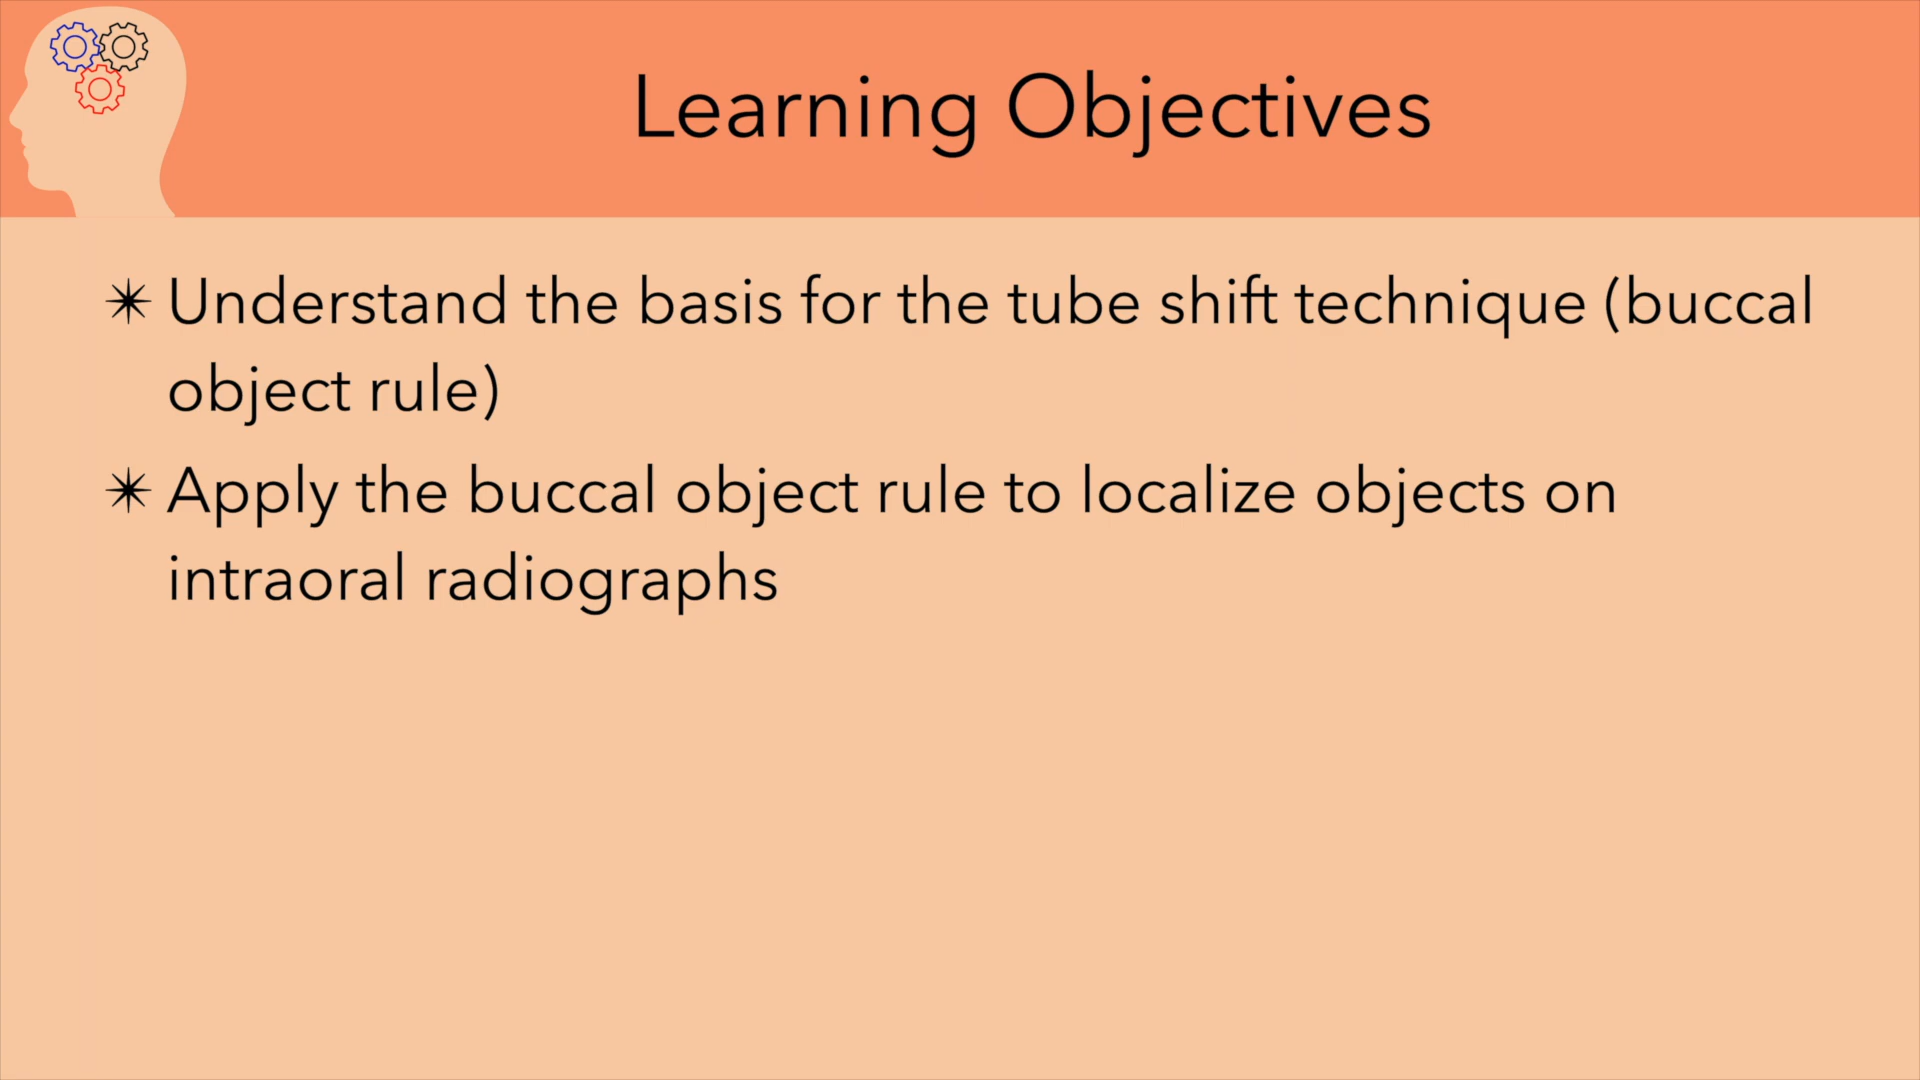 Learning Objectives
✴ Understand the basis for the tube shift technique (buccal
object rule)
✴ Apply the buccal object rule to localize objects on
intraoral radiographs